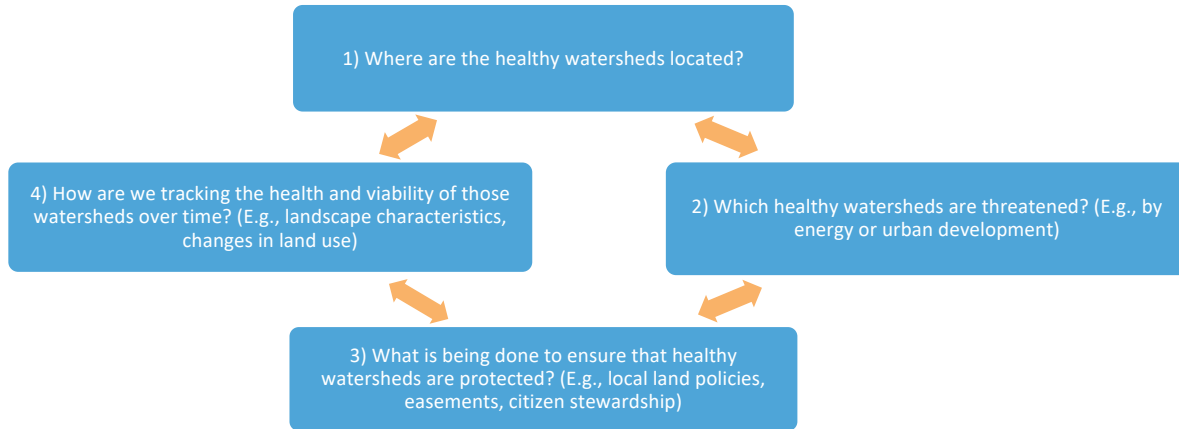 1) Where are the healthy watersheds located?
4) How are we tracking the health and viability of those
watersheds over time? (E.g., landscape characteristics,
changes in land use)
2) Which healthy watersheds are threatened? (E.g., by
energy or urban development)
3) What is being done to ensure that healthy
watersheds are protected? (E.g., local land policies,
easements, citizen stewardship)